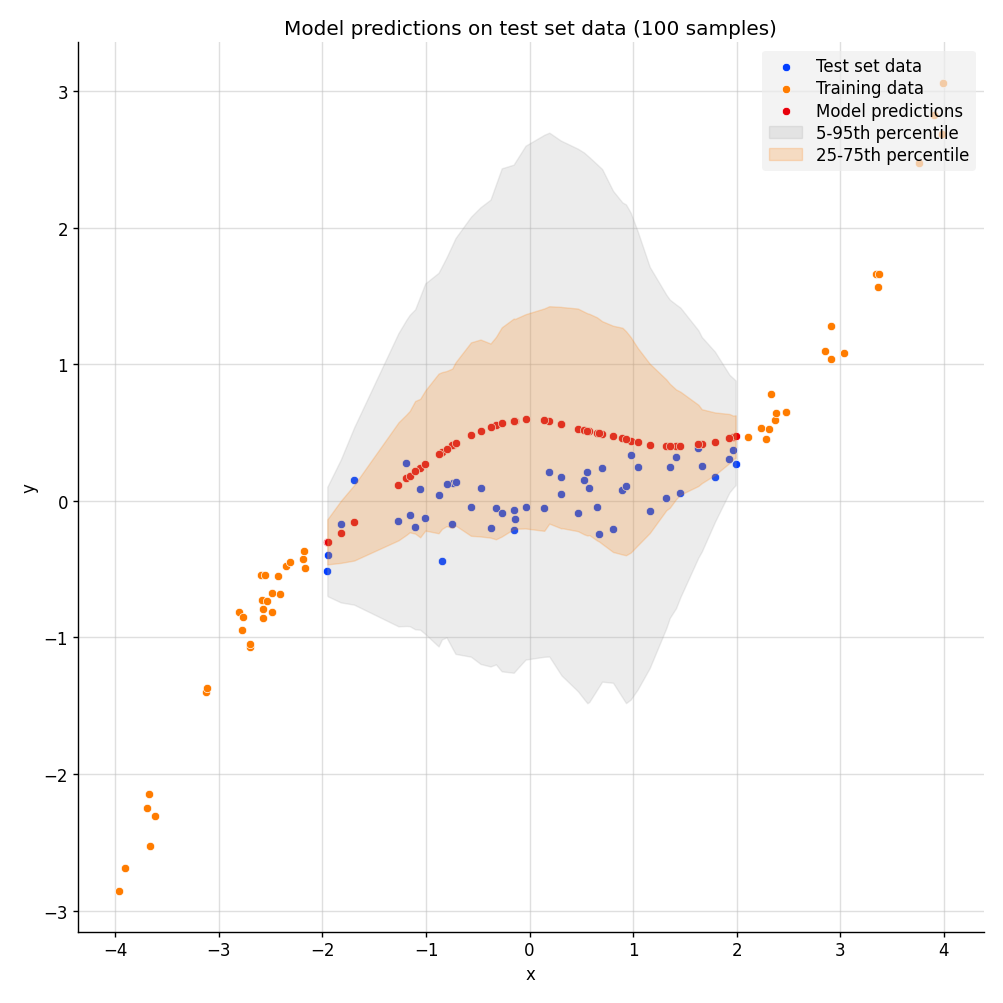 Model predictions on test set data (100 samples)
Test set data
Training data
Model predictions
5-95th percentile
25-75th percentile
3
2
1
0
−1
−2
−3
y
−4
−3
−2
−1
0
1
2
3
4
x